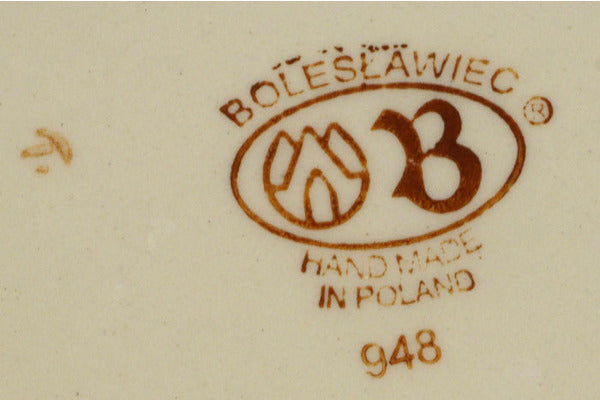 BOLESŁAWIEC ®
B
HAND MADE
IN POLAND
948